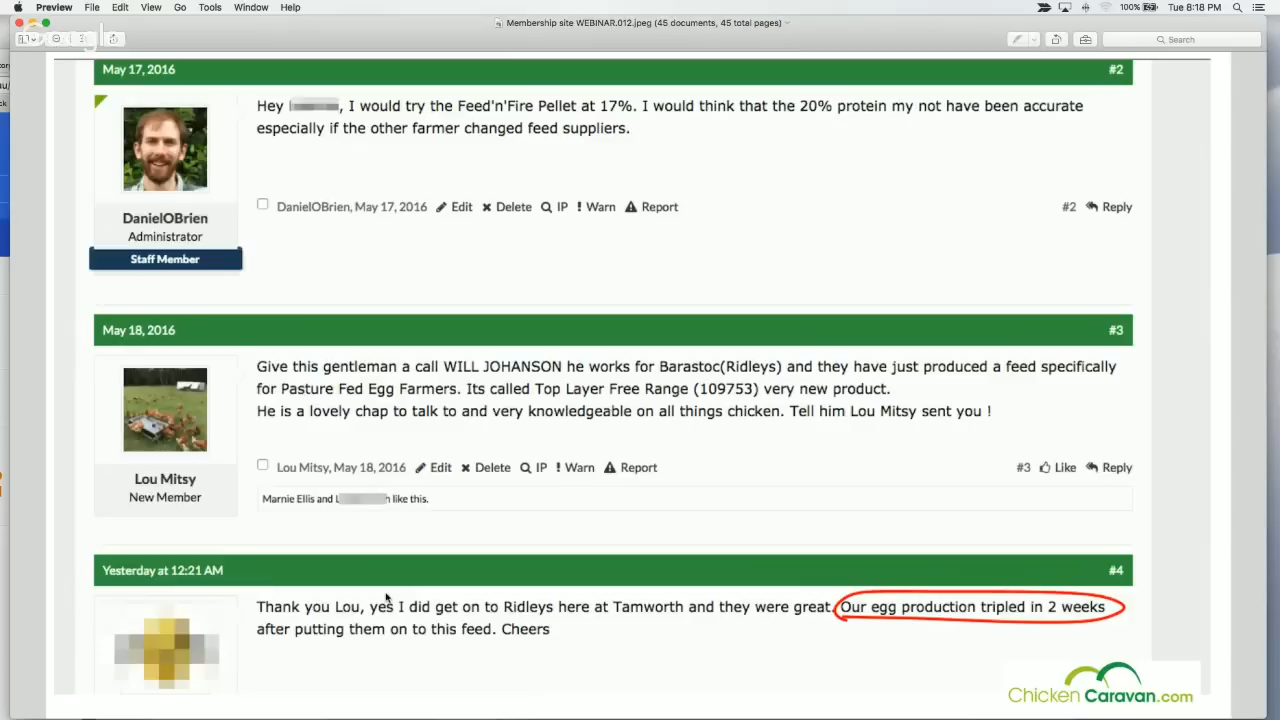 Preview File Edit View Go Tools Window Help 100% Tue 8:18 PM
Membership site WEBINAR.012.jpeg (45 documents, 45 total pages)
Search
May 17, 2016 #2
Hey , I would try the Feed'n'Fire Pellet at 17%. I would think that the 20% protein my not have been accurate
especially if the other farmer changed feed suppliers.
DanielOBrien, May 17, 2016 Edit Delete IP Warn Report #2 Reply
DanielOBrien
Administrator
Staff Member
May 18, 2016 #3
Give this gentleman a call WILL JOHANSON he works for Barastoc(Ridleys) and they have just produced a feed specifically
for Pasture Fed Egg Farmers. Its called Top Layer Free Range (109753) very new product.
He is a lovely chap to talk to and very knowledgeable on all things chicken. Tell him Lou Mitsy sent you !
Lou Mitsy, May 18, 2016 Edit Delete IP Warn Report #3 Like Reply
Lou Mitsy
New Member
Marnie Ellis and like this.
Yesterday at 12:21 AM #4
Thank you Lou, yes I did get on to Ridleys here at Tamworth and they were great. Our egg production tripled in 2 weeks
after putting them on to this feed. Cheers
Chicken Caravan.com